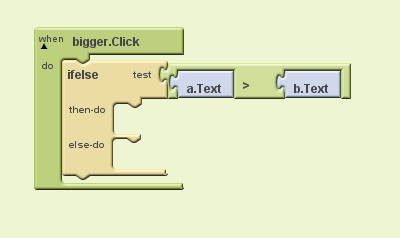 when bigger.Click
do ifelse test a.Text > b.Text
then-do
else-do